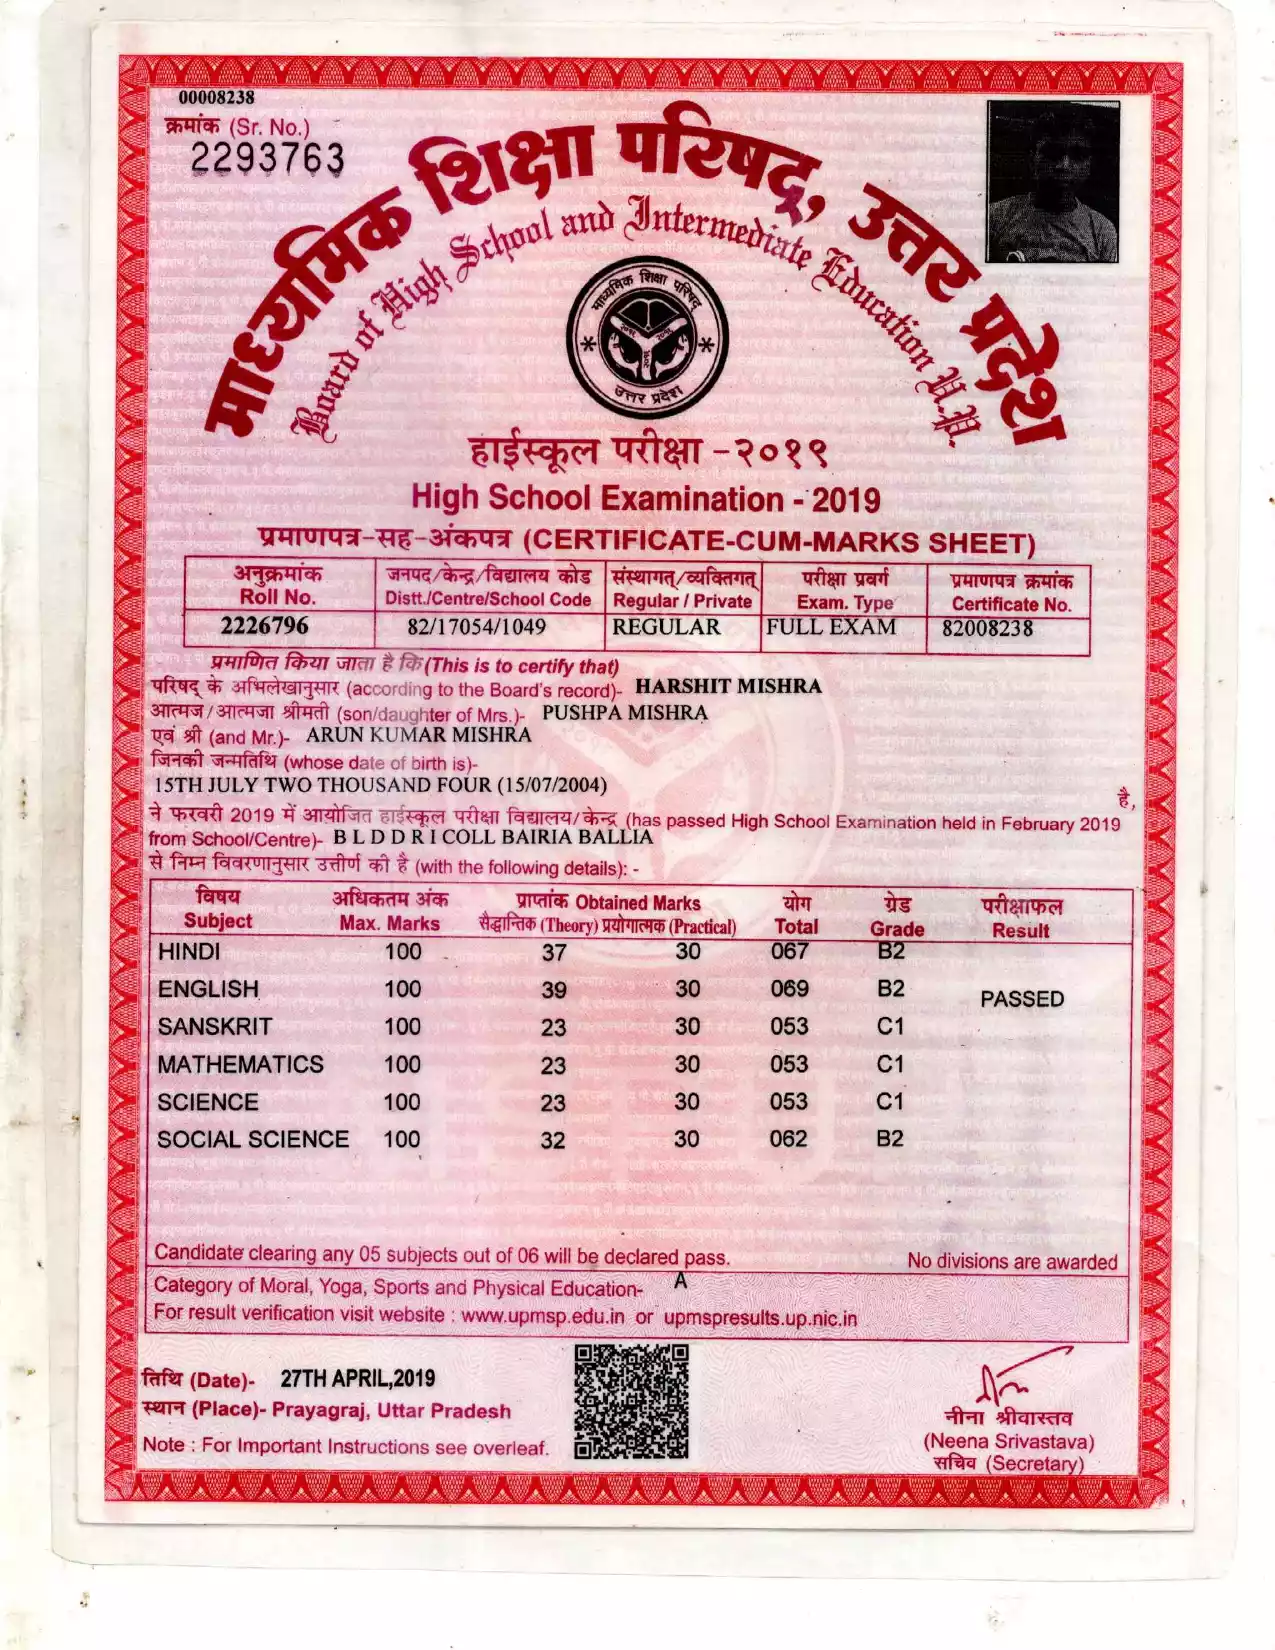 00008238
क्रमांक (Sr. No.)
2293763
माध्यमिक शिक्षा परिषद्, उत्तर प्रदेश
Board of High School and Intermediate Education U.P.
माध्यमिक शिक्षा परिषद्
उत्तर प्रदेश
हाईस्कूल परीक्षा -२०१९
High School Examination - 2019
प्रमाणपत्र-सह-अंकपत्र (CERTIFICATE-CUM-MARKS SHEET)
अनुक्रमांक जनपद/केन्द्र/विद्यालय कोड संस्थागत्/व्यक्तिगत् परीक्षा प्रवर्ग प्रमाणपत्र क्रमांक
Roll No. Distt./Centre/School Code Regular / Private Exam. Type Certificate No.
2226796 82/17054/1049 REGULAR FULL EXAM 82008238
प्रमाणित किया जाता है कि (This is to certify that)
परिषद् के अभिलेखानुसार (according to the Board's record)- HARSHIT MISHRA
आत्मज/आत्मजा श्रीमती (son/daughter of Mrs.)- PUSHPA MISHRA
एवं श्री (and Mr.)- ARUN KUMAR MISHRA
जिनकी जन्मतिथि (whose date of birth is)-
15TH JULY TWO THOUSAND FOUR (15/07/2004) है,
ने फरवरी 2019 में आयोजित हाईस्कूल परीक्षा विद्यालय/केन्द्र (has passed High School Examination held in February 2019
from School/Centre)- B L D D R I COLL BAIRIA BALLIA
से निम्न विवरणानुसार उत्तीर्ण की है (with the following details): -
विषय अधिकतम अंक प्राप्तांक Obtained Marks योग ग्रेड परीक्षाफल
Subject Max. Marks सैद्धान्तिक (Theory) प्रयोगात्मक (Practical) Total Grade Result
HINDI 100 37 30 067 B2
ENGLISH 100 39 30 069 B2 PASSED
SANSKRIT 100 23 30 053 C1
MATHEMATICS 100 23 30 053 C1
SCIENCE 100 23 30 053 C1
SOCIAL SCIENCE 100 32 30 062 B2
Candidate clearing any 05 subjects out of 06 will be declared pass. No divisions are awarded
Category of Moral, Yoga, Sports and Physical Education- A
For result verification visit website : www.upmsp.edu.in or upmspresults.up.nic.in
तिथि (Date)- 27TH APRIL,2019
स्थान (Place)- Prayagraj, Uttar Pradesh
Note : For Important Instructions see overleaf.
नीना श्रीवास्तव
(Neena Srivastava)
सचिव (Secretary)